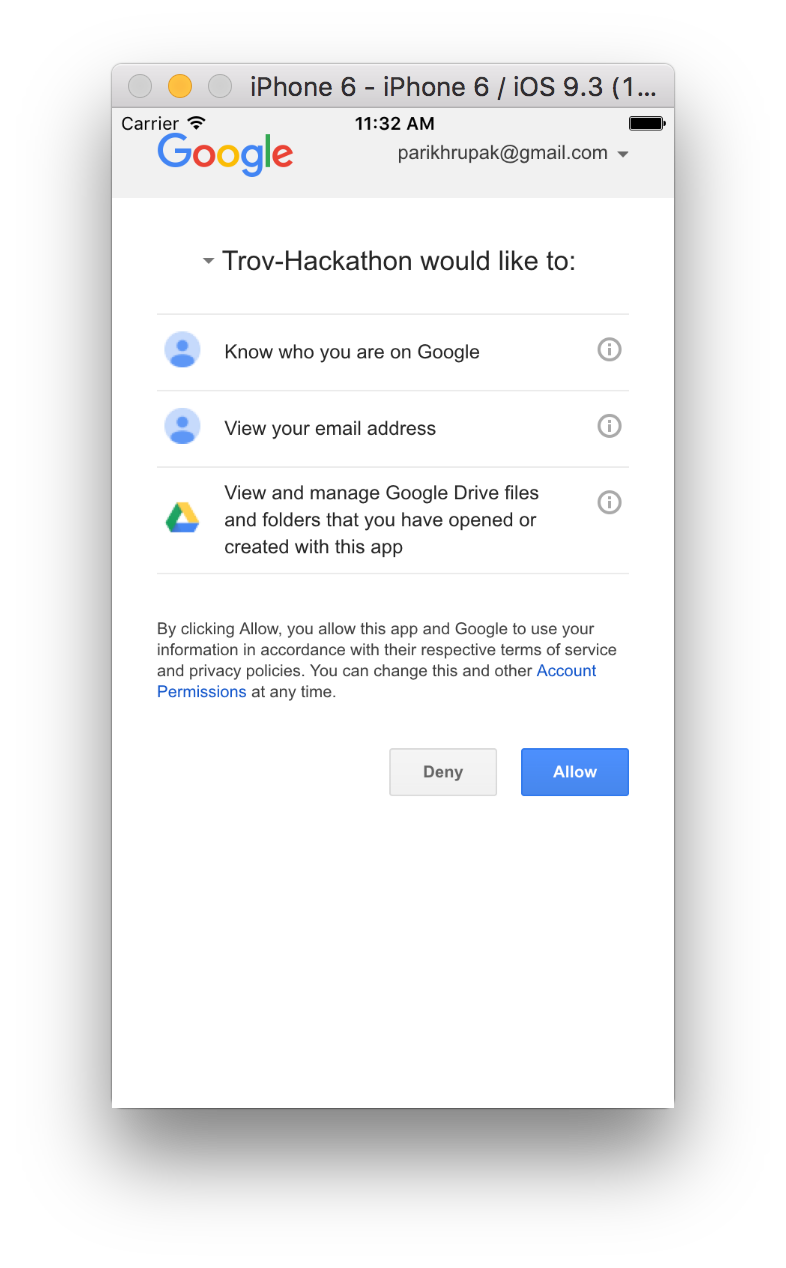 iPhone 6 - iPhone 6 / iOS 9.3 (1...
Carrier 11:32 AM
Google parikhrupak@gmail.com
Trov-Hackathon would like to:
Know who you are on Google
View your email address
View and manage Google Drive files
and folders that you have opened or
created with this app
By clicking Allow, you allow this app and Google to use your
information in accordance with their respective terms of service
and privacy policies. You can change this and other Account
Permissions at any time.
Deny Allow